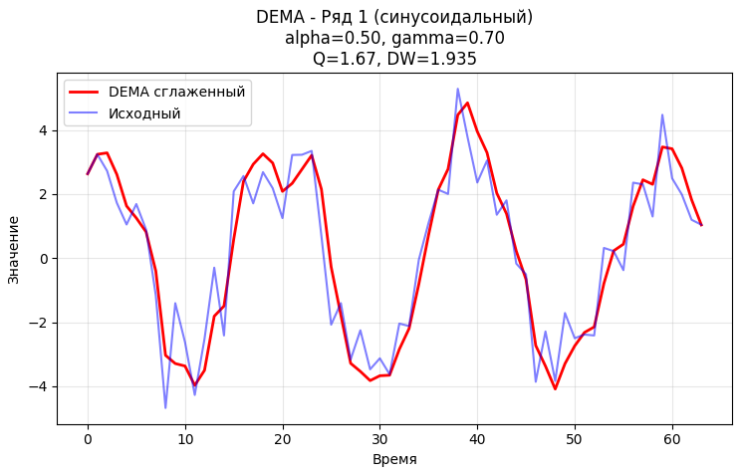 DEMA - Ряд 1 (синусоидальный)
alpha=0.50, gamma=0.70
Q=1.67, DW=1.935
DEMA сглаженный
Исходный
Значение
4
2
0
−2
−4
0 10 20 30 40 50 60
Время